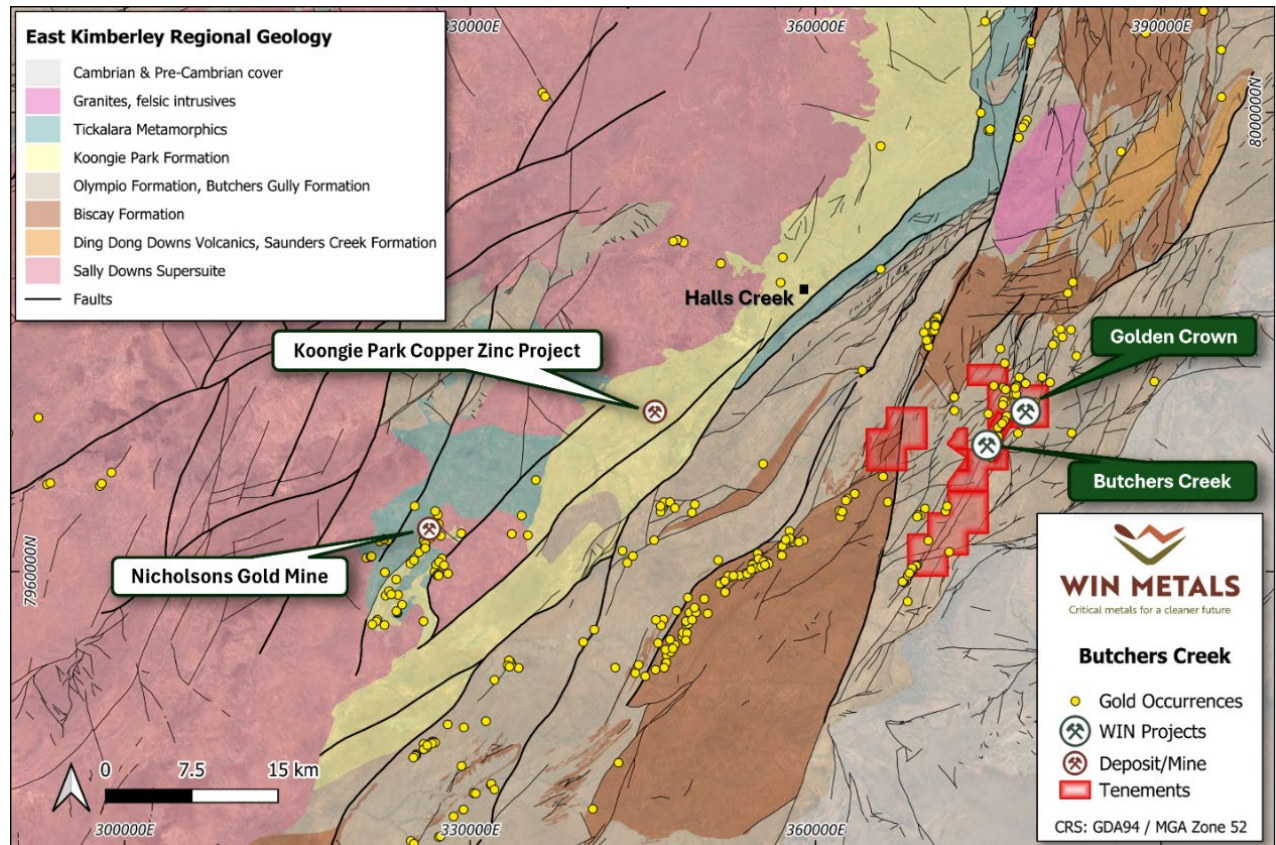 East Kimberley Regional Geology
Cambrian & Pre-Cambrian cover
Granites, felsic intrusives
Tickalara Metamorphics
Koongie Park Formation
Olympio Formation, Butchers Gully Formation
Biscay Formation
Ding Dong Downs Volcanics, Saunders Creek Formation
Sally Downs Supersuite
Faults
330000E
360000E
390000E
8000000N
Halls Creek
Koongie Park Copper Zinc Project
Golden Crown
Butchers Creek
Nicholsons Gold Mine
7960000N
WIN METALS
Critical metals for a cleaner future
Butchers Creek
Gold Occurrences
WIN Projects
Deposit/Mine
Tenements
CRS: GDA94 / MGA Zone 52
0 7.5 15 km
300000E
330000E
360000E